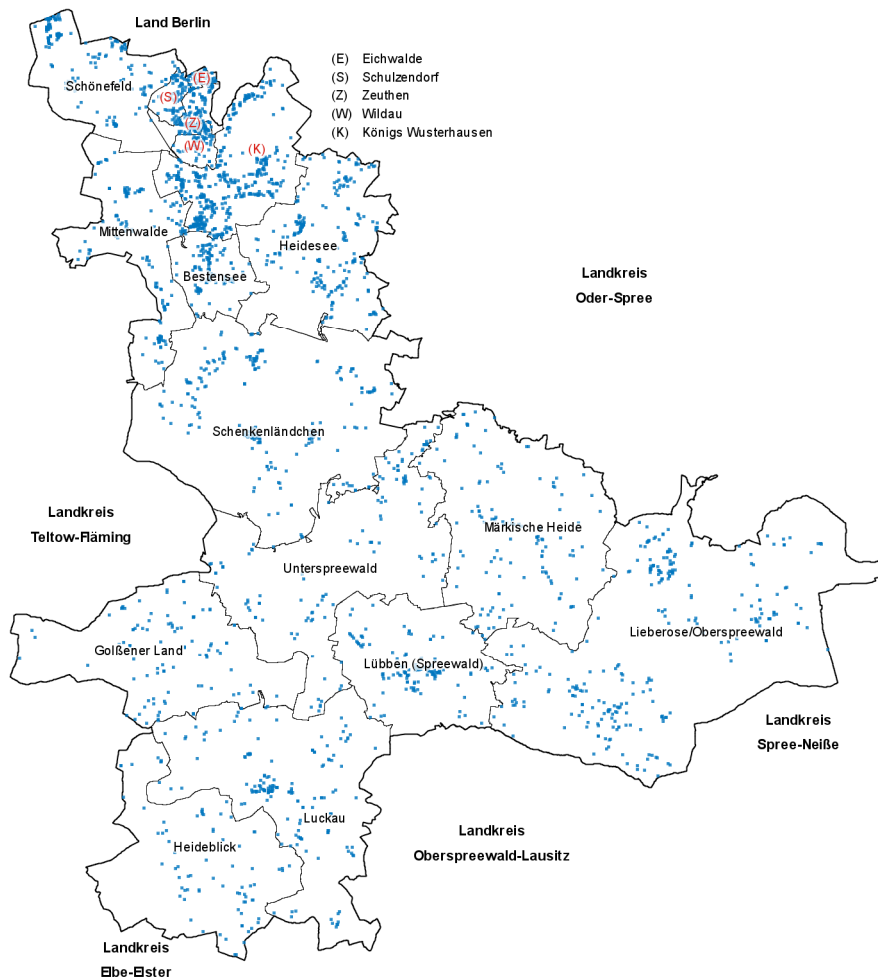 Land Berlin
(E) Eichwalde
(S) Schulzendorf
(Z) Zeuthen
(W) Wildau
(K) Königs Wusterhausen
Schönefeld
(E)
(S)
(Z)
(W)
(K)
Mittenwalde
Heidesee
Bestensee
Landkreis
Oder-Spree
Schenkenländchen
Landkreis
Teltow-Fläming
Märkische Heide
Unterspreewald
Lieberose/Oberspreewald
Golßener Land
Lübben (Spreewald)
Landkreis
Spree-Neiße
Luckau
Heideblick
Landkreis
Oberspreewald-Lausitz
Landkreis
Elbe-Elster